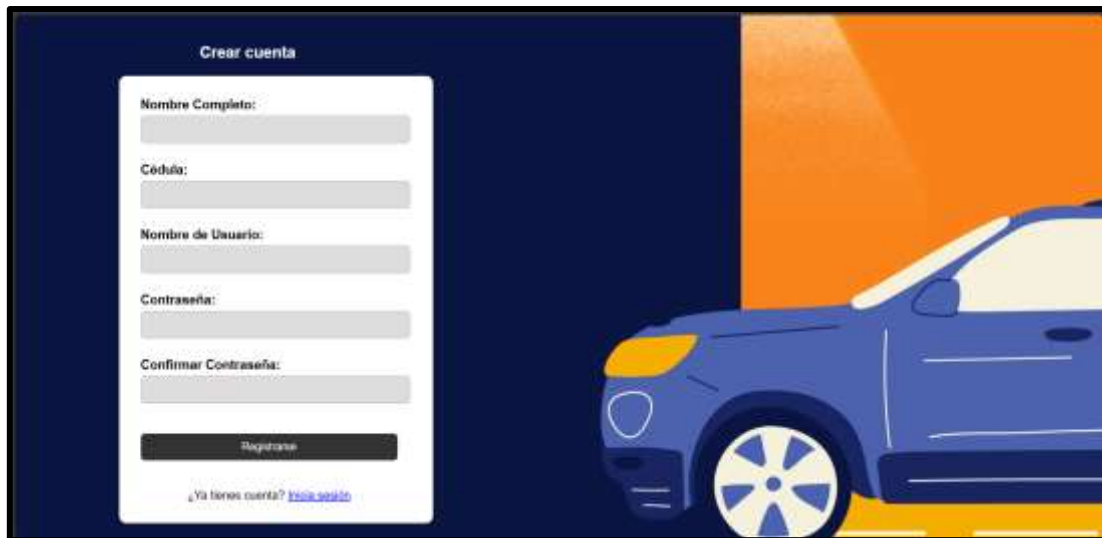 Crear cuenta
Nombre Completo:
Cédula:
Nombre de Usuario:
Contraseña:
Confirmar Contraseña:
Registrarse
¿Ya tienes cuenta? Inicia sesión